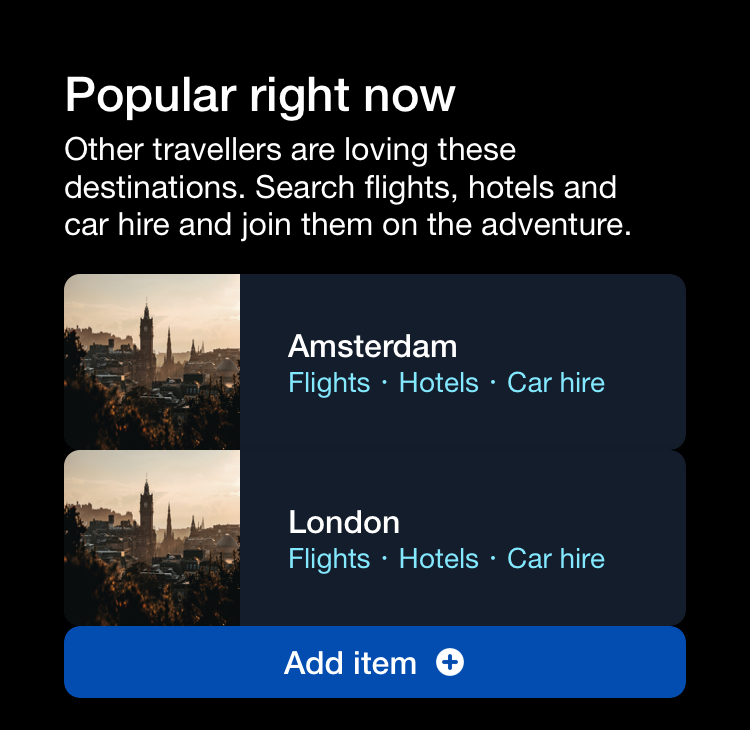 Popular right now
Other travellers are loving these
destinations. Search flights, hotels and
car hire and join them on the adventure.
Amsterdam
Flights · Hotels · Car hire
London
Flights · Hotels · Car hire
Add item